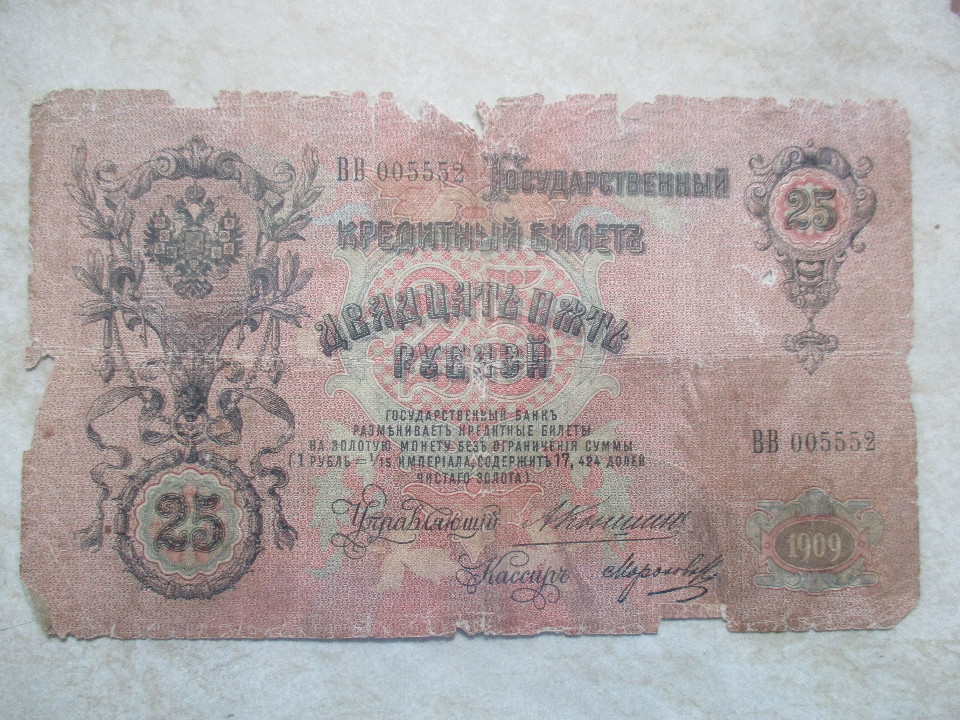 ВВ 005552 Государственный
кредитный билетъ
25
двадцать пять
рублей
25
Государственный банкъ
размѣниваетъ кредитные билеты
на золотую монету безъ ограниченія суммы
(1 рубль = 1/15 имперіала, содержитъ 17,424 долей
чистаго золота).
ВВ 005552
25
Управляющій АКоншинъ
1909
Кассиръ